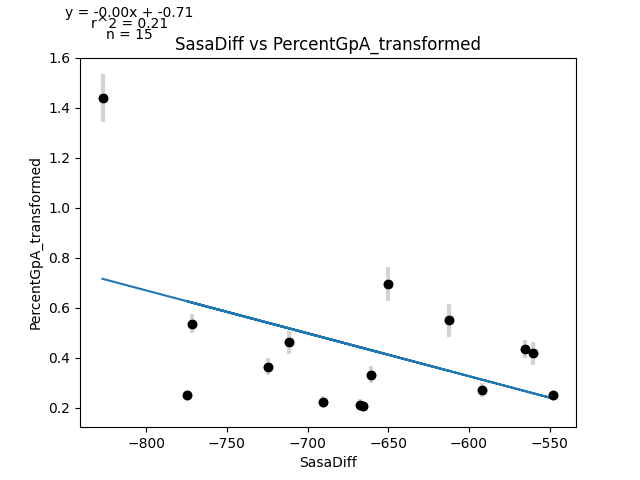 y = -0.00x + -0.71
r^2 = 0.21
n = 15
SasaDiff vs PercentGpA_transformed
1.6
1.4
1.2
1.0
0.8
0.6
0.4
0.2
PercentGpA_transformed
−800 −750 −700 −650 −600 −550
SasaDiff